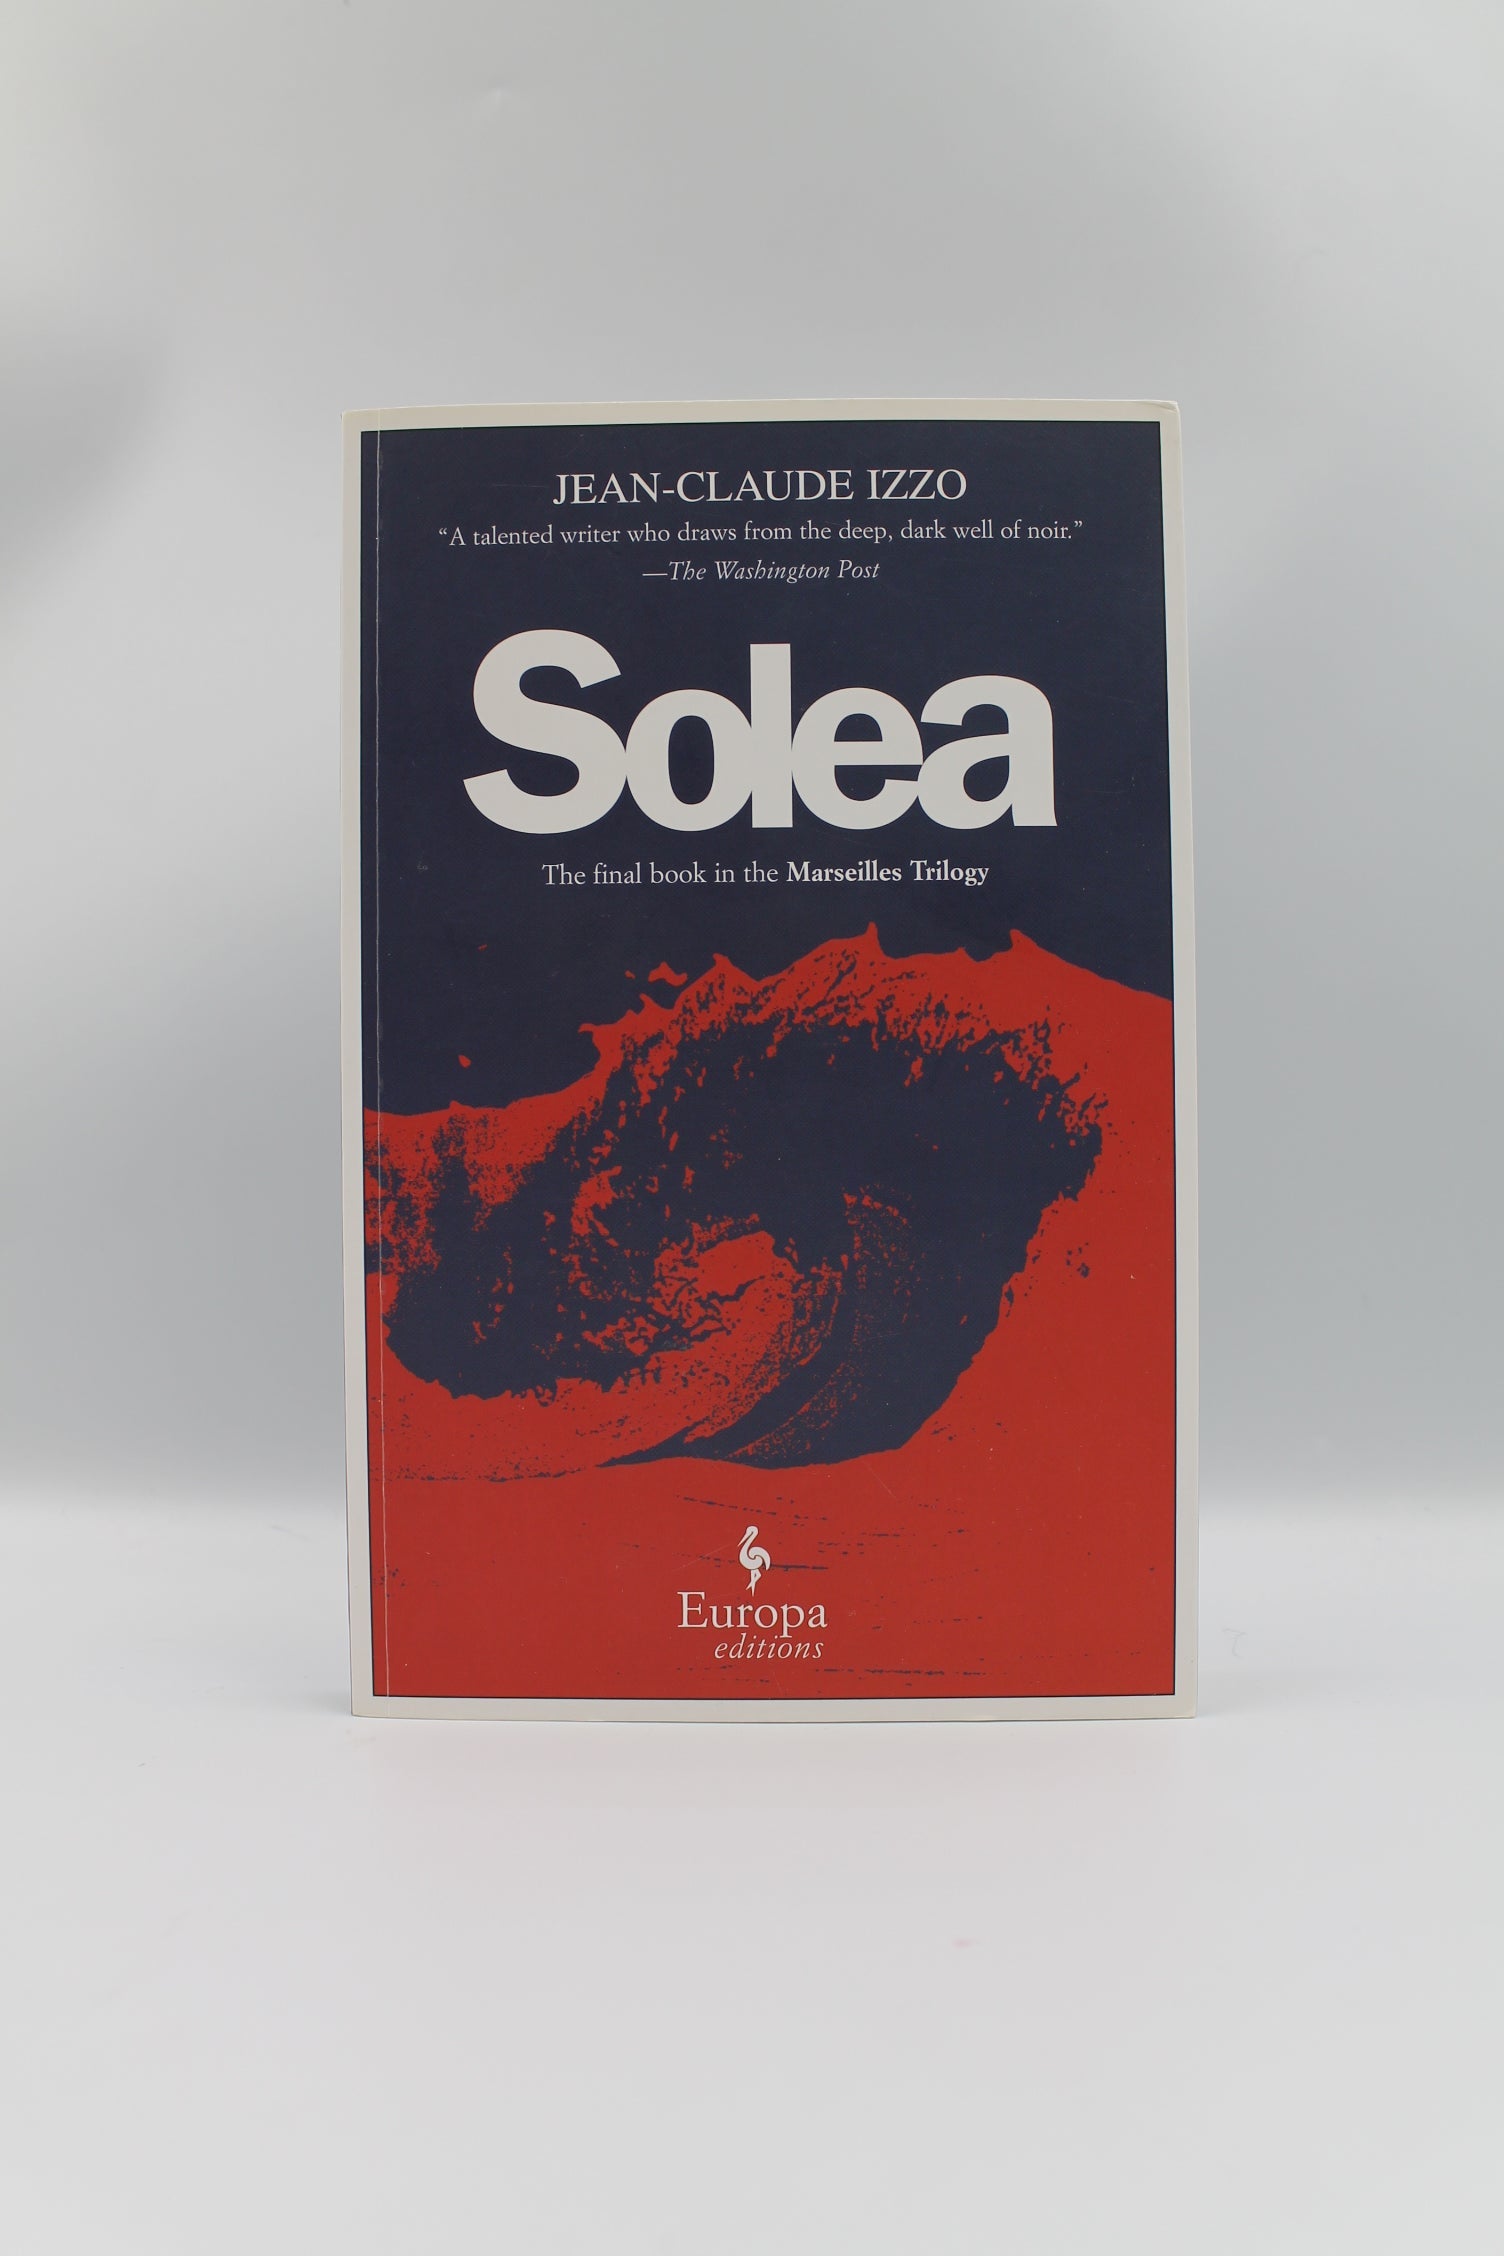 JEAN-CLAUDE IZZO
“A talented writer who draws from the deep, dark well of noir.”
—The Washington Post
Solea
The final book in the Marseilles Trilogy
Europa
editions